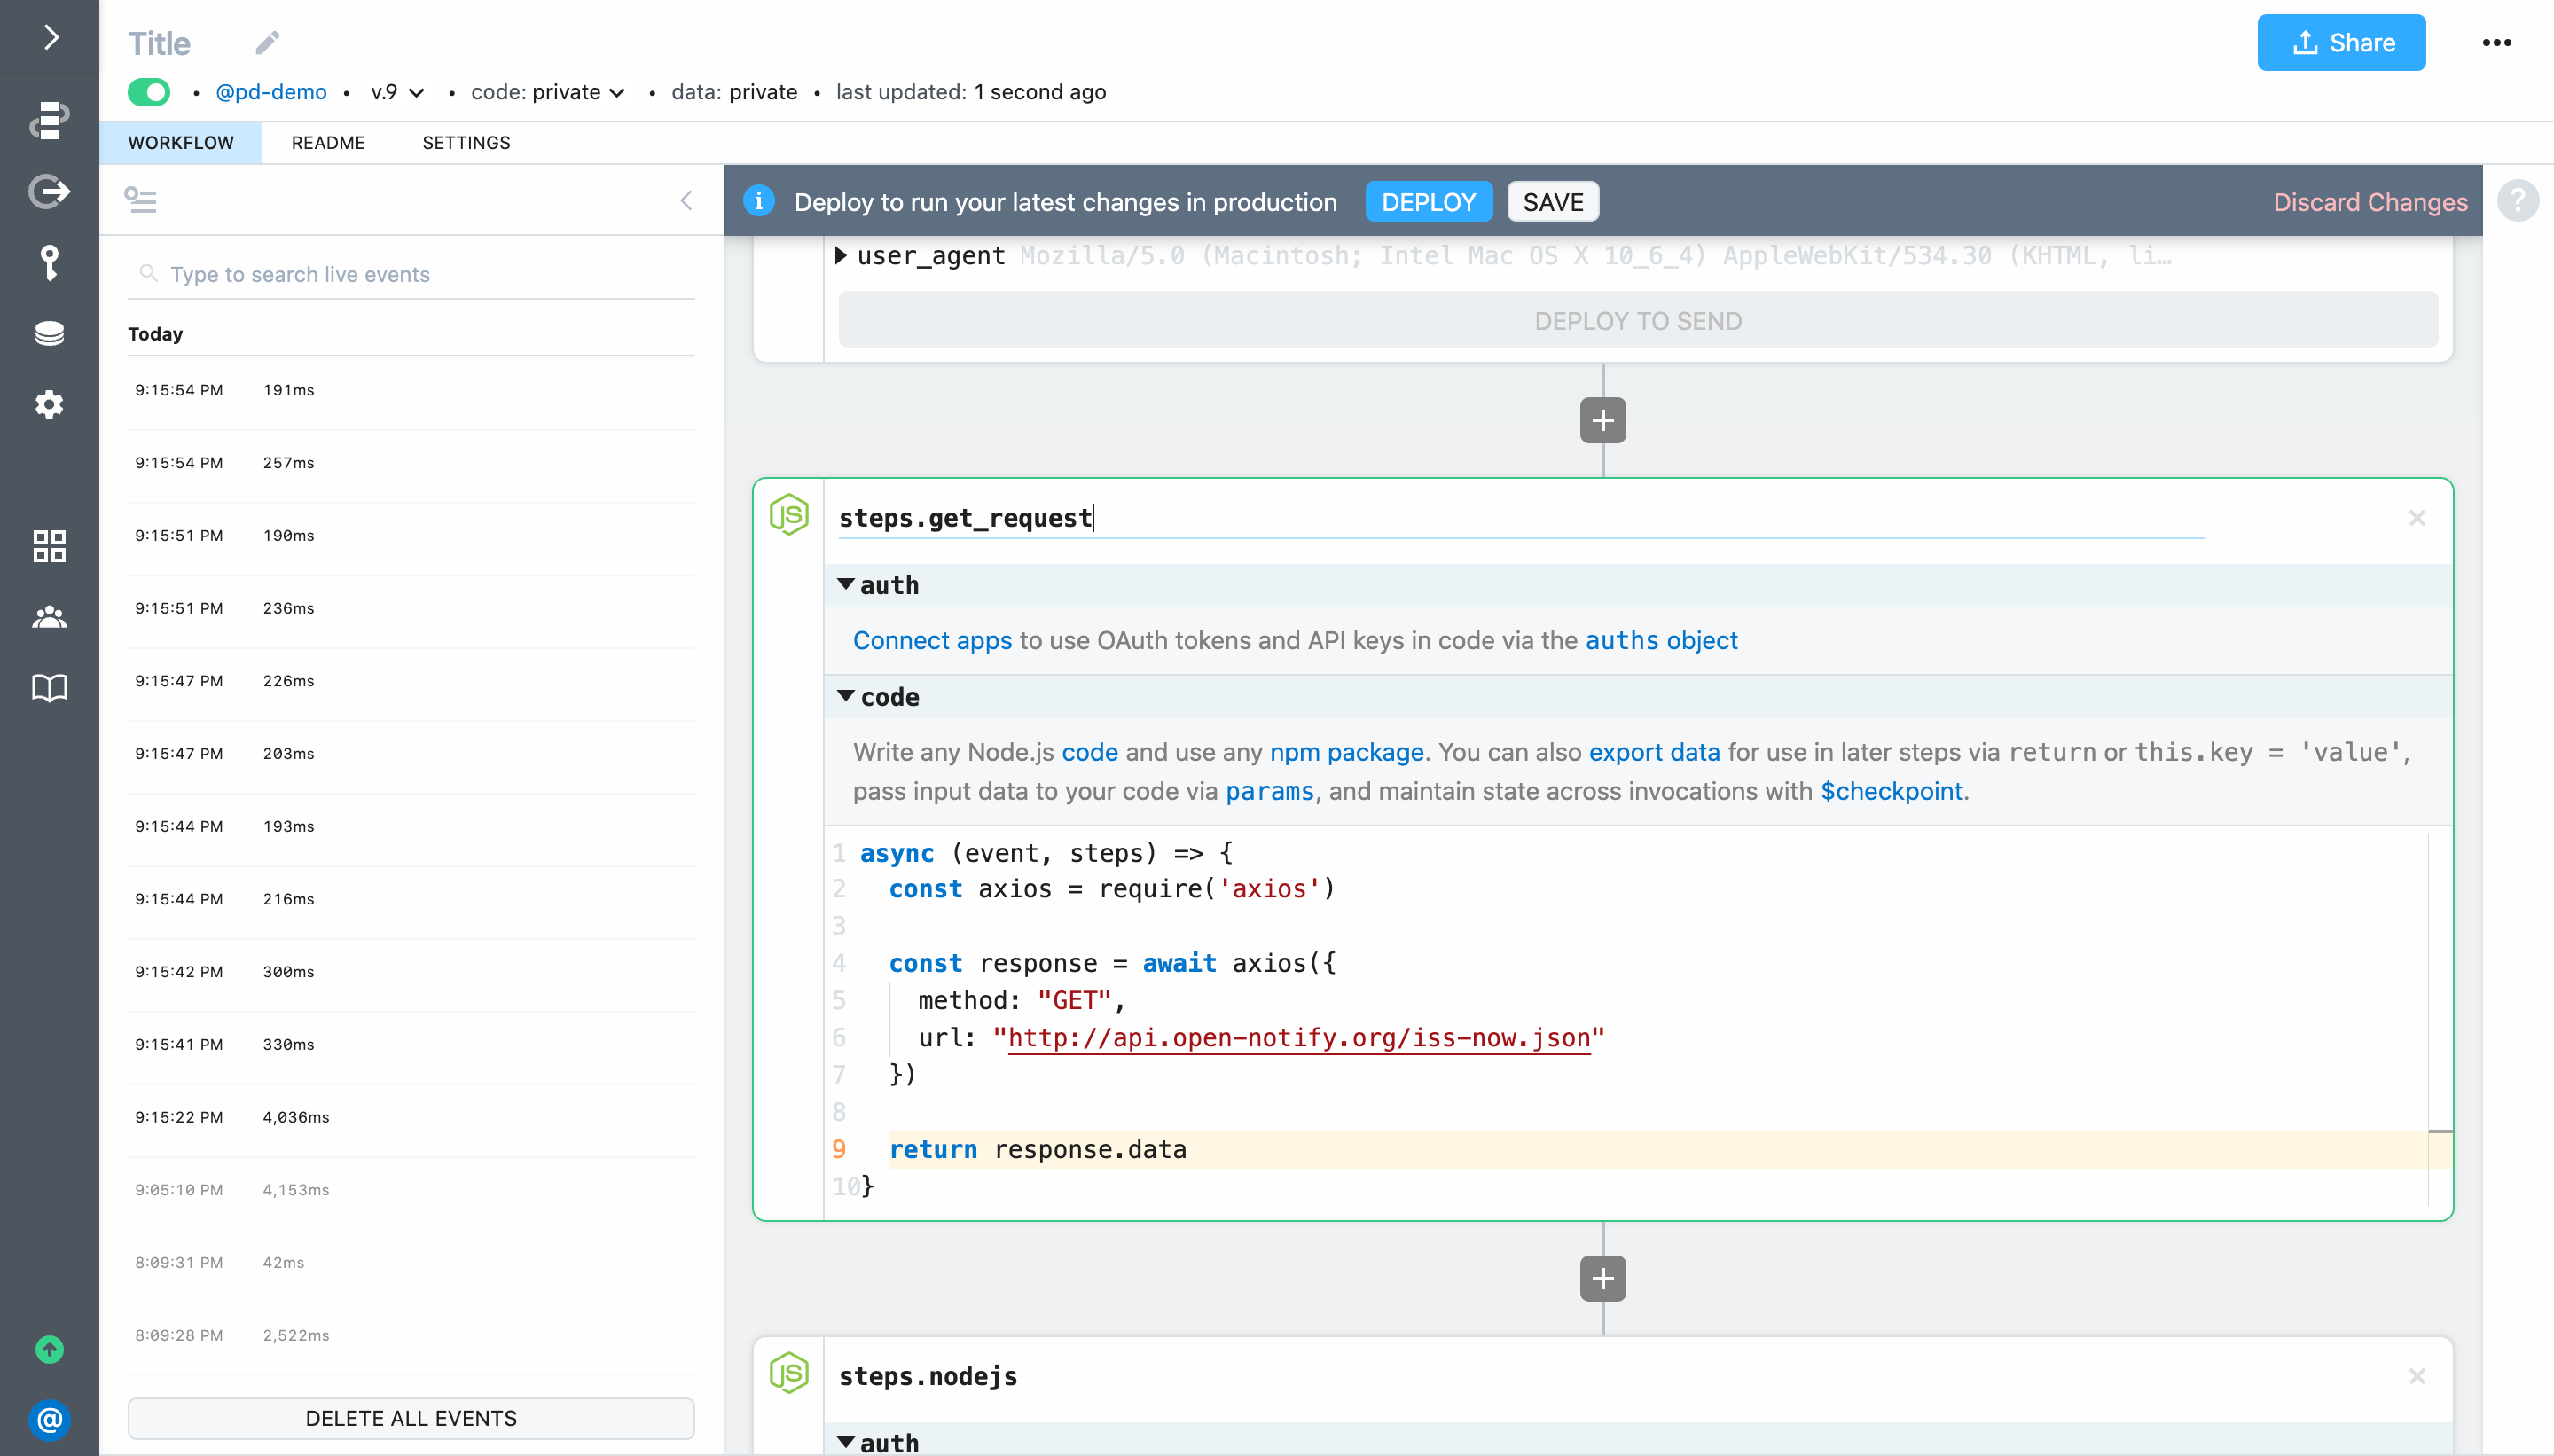 Title
Share
@pd-demo • v.9 • code: private • data: private • last updated: 1 second ago
WORKFLOW README SETTINGS
Deploy to run your latest changes in production DEPLOY SAVE Discard Changes
?
Type to search live events
Today
9:15:54 PM 191ms
9:15:54 PM 257ms
9:15:51 PM 190ms
9:15:51 PM 236ms
9:15:47 PM 226ms
9:15:47 PM 203ms
9:15:44 PM 193ms
9:15:44 PM 216ms
9:15:42 PM 300ms
9:15:41 PM 330ms
9:15:22 PM 4,036ms
9:05:10 PM 4,153ms
8:09:31 PM 42ms
8:09:28 PM 2,522ms
DELETE ALL EVENTS
@
user_agent Mozilla/5.0 (Macintosh; Intel Mac OS X 10_6_4) AppleWebKit/534.30 (KHTML, li…
DEPLOY TO SEND
JS steps.get_request
auth
Connect apps to use OAuth tokens and API keys in code via the auths object
code
Write any Node.js code and use any npm package. You can also export data for use in later steps via return or this.key = 'value',
pass input data to your code via params, and maintain state across invocations with $checkpoint.
1 async (event, steps) => {
2 const axios = require('axios')
3
4 const response = await axios({
5 method: "GET",
6 url: "http://api.open-notify.org/iss-now.json"
7 })
8
9 return response.data
10 }
JS steps.nodejs
auth